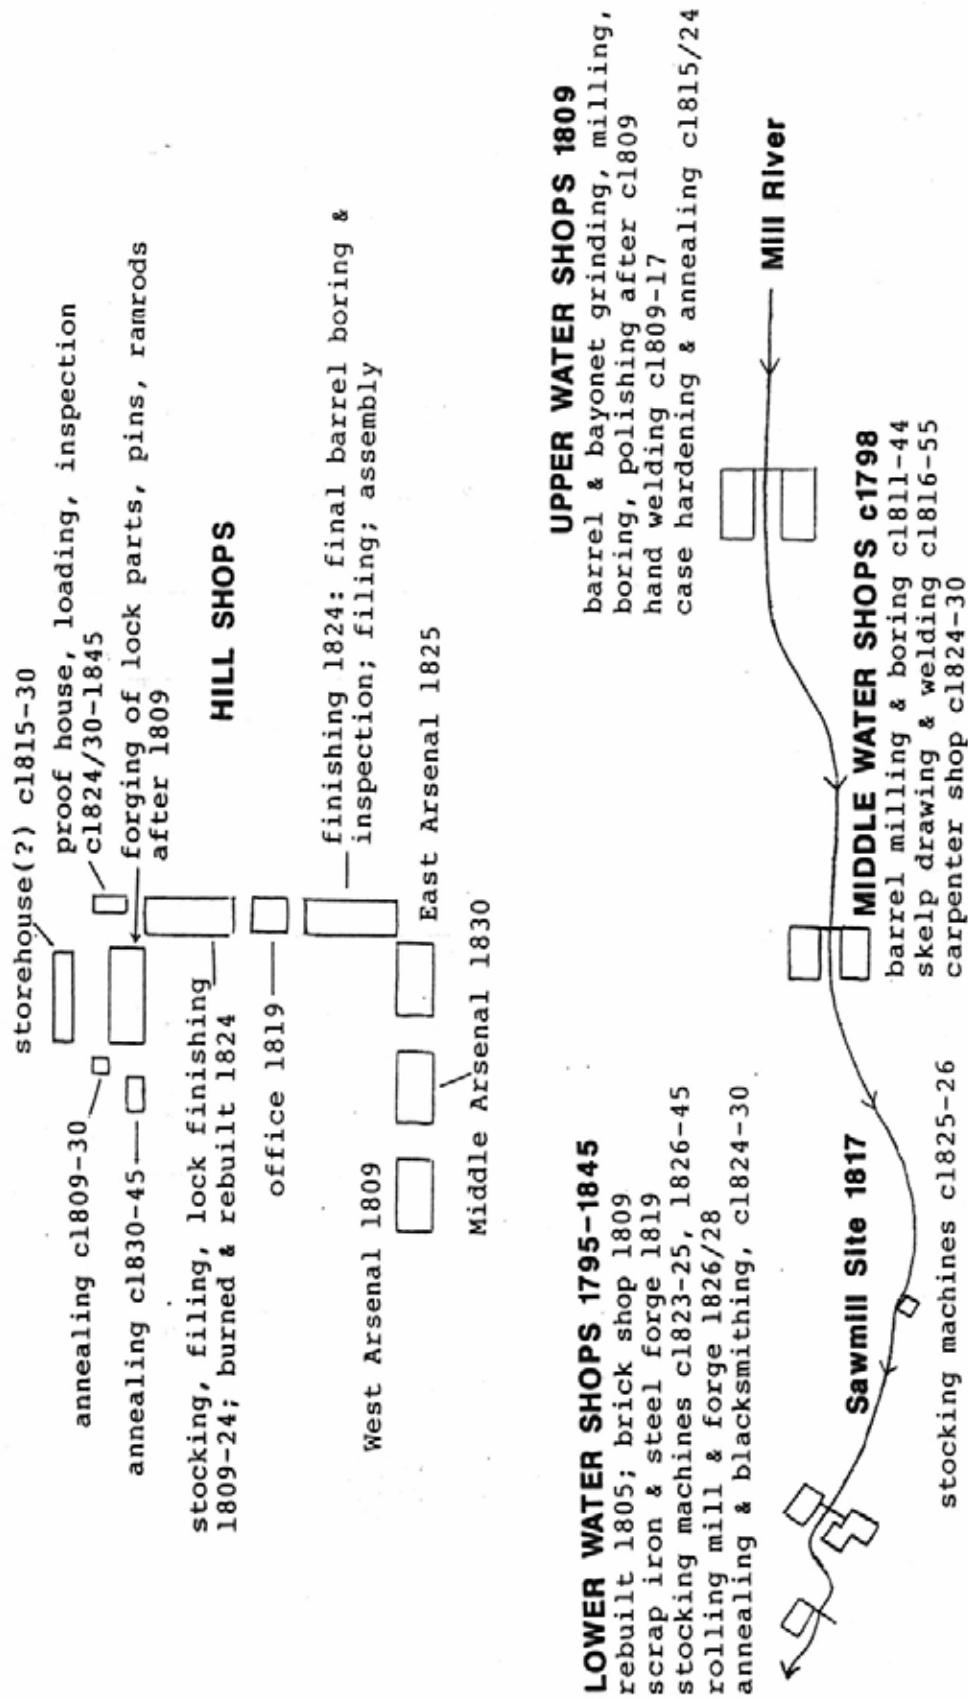 storehouse(?) c1815-30
proof house, loading, inspection
c1824/30-1845
forging of lock parts, pins, ramrods
after 1809
annealing c1809-30
annealing c1830-45
HILL SHOPS
stocking, filing, lock finishing
1809-24; burned & rebuilt 1824
office 1819
finishing 1824: final barrel boring &
inspection; filing; assembly
West Arsenal 1809
East Arsenal 1825
Middle Arsenal 1830
UPPER WATER SHOPS 1809
barrel & bayonet grinding, milling,
boring, polishing after c1809
hand welding c1809-17
case hardening & annealing c1815/24
Mill River
LOWER WATER SHOPS 1795-1845
rebuilt 1805; brick shop 1809
scrap iron & steel forge 1819
stocking machines c1823-25, 1826-45
rolling mill & forge 1826/28
annealing & blacksmithing, c1824-30
MIDDLE WATER SHOPS c1798
barrel milling & boring c1811-44
skelp drawing & welding c1816-55
carpenter shop c1824-30
Sawmill Site 1817
stocking machines c1825-26